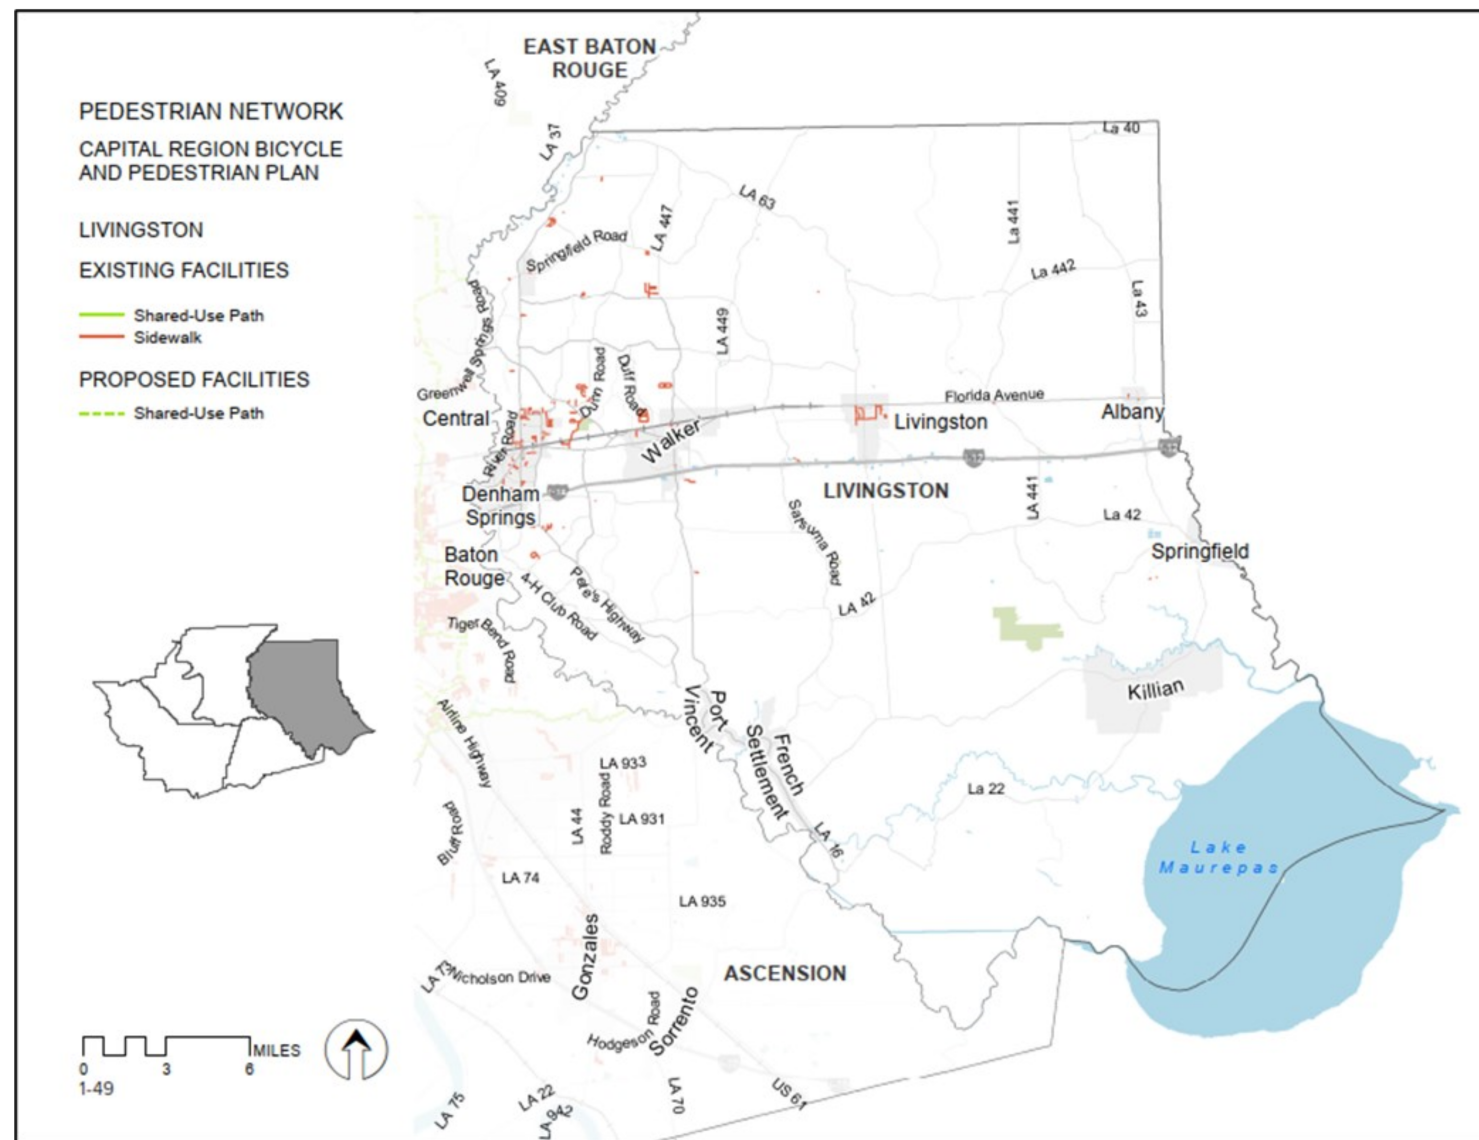 PEDESTRIAN NETWORK
CAPITAL REGION BICYCLE
AND PEDESTRIAN PLAN
LIVINGSTON
EXISTING FACILITIES
Shared-Use Path
Sidewalk
PROPOSED FACILITIES
Shared-Use Path
0 3 6 MILES
1-49
EAST BATON
ROUGE
LA 409
LA 37
La 40
LA 63
LA 447
La 441
Springfield Road
La 442
La 43
Greenwell Springs Road
LA 449
Dunn Road
Duff Road
Florida Avenue
Central
River Road
Walker
Livingston
Albany
Denham
Springs
LIVINGSTON
LA 441
La 42
Satsuma Road
Springfield
Baton
Rouge
4-H Club Road
Pete's Highway
LA 42
Tiger Bend Road
Killian
Port
Vincent
French
Settlement
Airline Highway
LA 933
La 22
Roddy Road
LA 44
LA 931
Bluff Road
LA 16
Lake
Maurepas
LA 74
LA 935
Gonzales
ASCENSION
LA 73
Nicholson Drive
Hodgeson Road
Sorrento
LA 75
LA 22
LA 942
LA 70
US 61